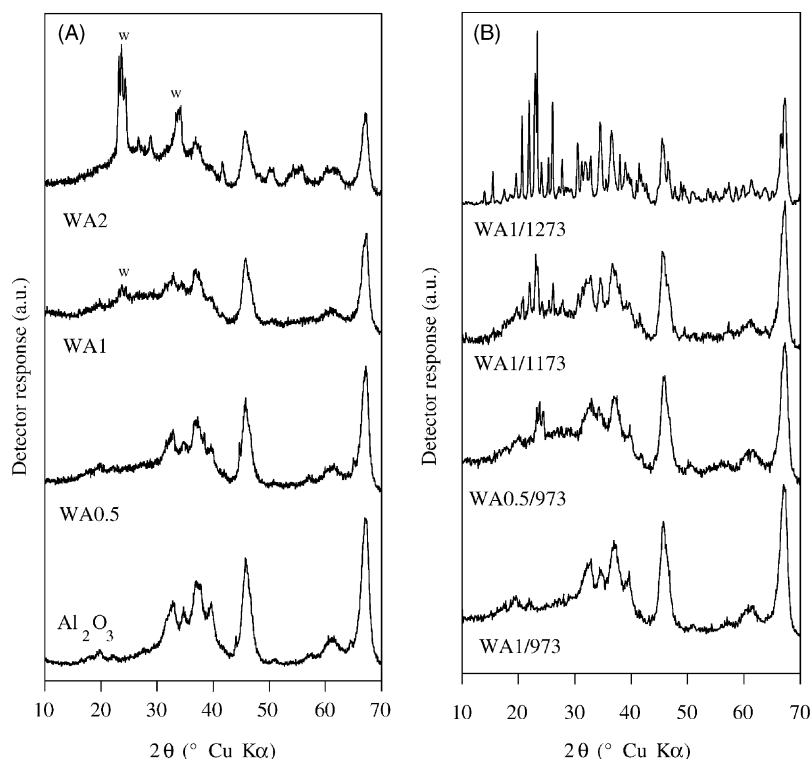 (A)
w
w
WA2
w
WA1
WA0.5
Al2O3
Detector response (a.u.)
10 20 30 40 50 60 70
2θ (° Cu Kα)
(B)
WA1/1273
WA1/1173
WA0.5/973
WA1/973
Detector response (a.u.)
10 20 30 40 50 60 70
2θ (° Cu Kα)